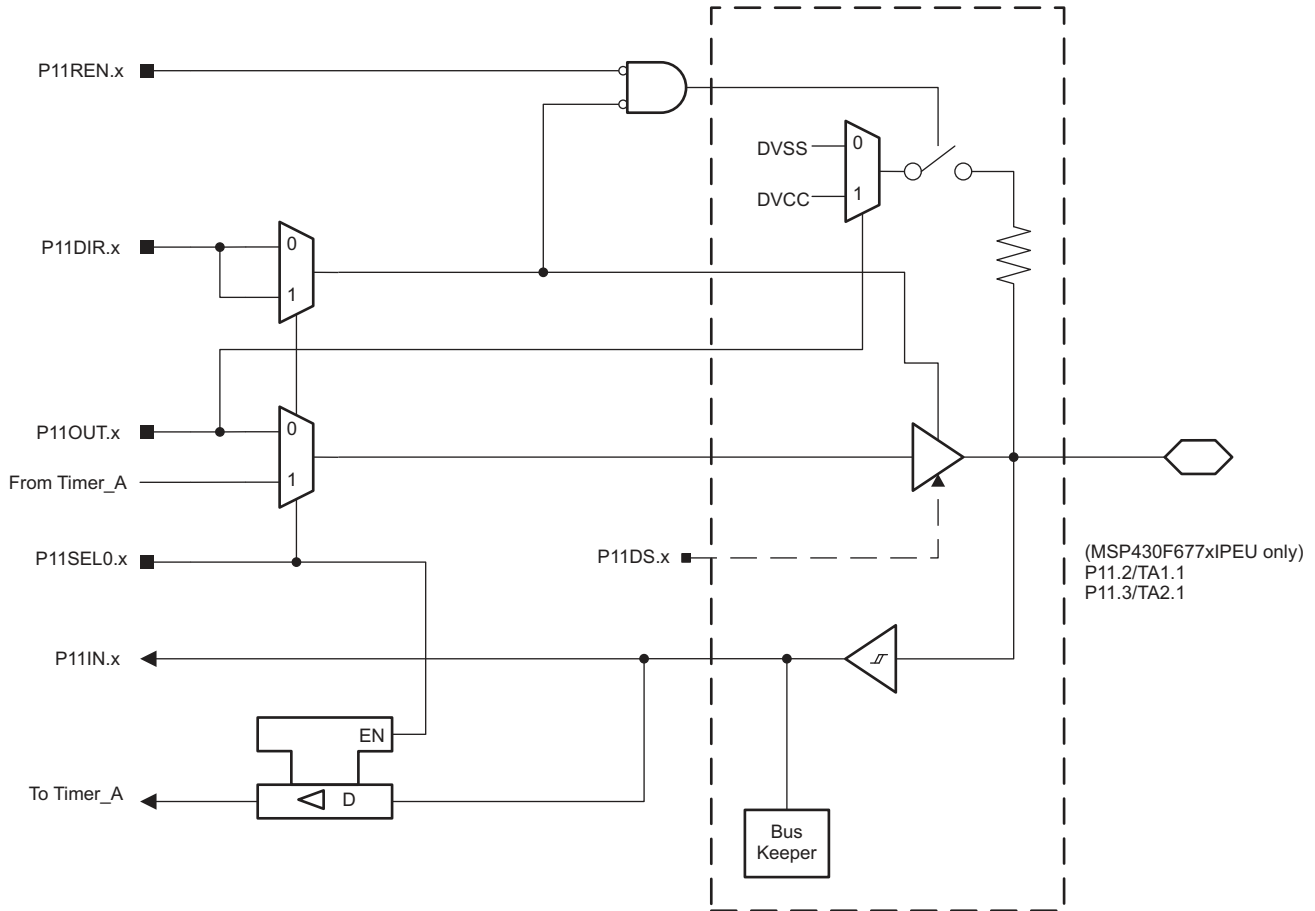 P11REN.x
DVSS
0
DVCC
1
P11DIR.x
0
1
P11OUT.x
0
From Timer_A
1
P11SEL0.x
P11DS.x
(MSP430F677xIPEU only)
P11.2/TA1.1
P11.3/TA2.1
P11IN.x
EN
To Timer_A
D
Bus
Keeper